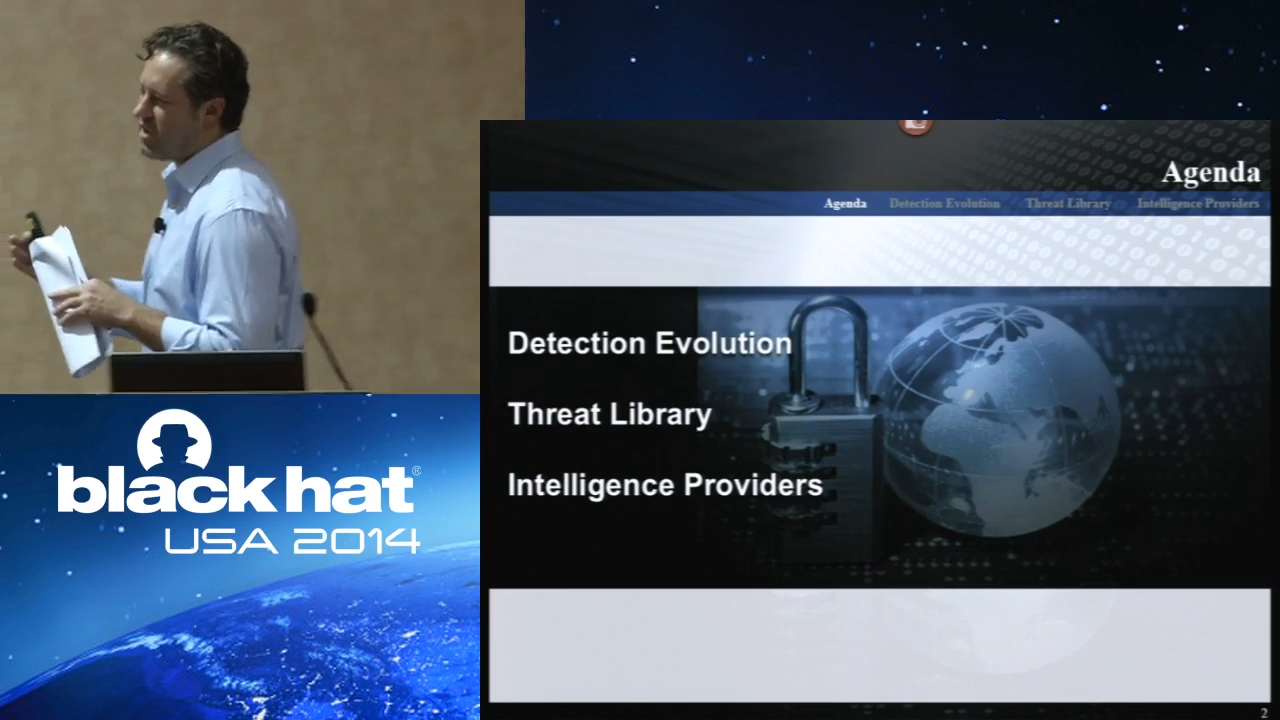 Agenda
Agenda Detection Evolution Threat Library Intelligence Providers
Detection Evolution
Threat Library
Intelligence Providers
black hat®
USA 2014
2